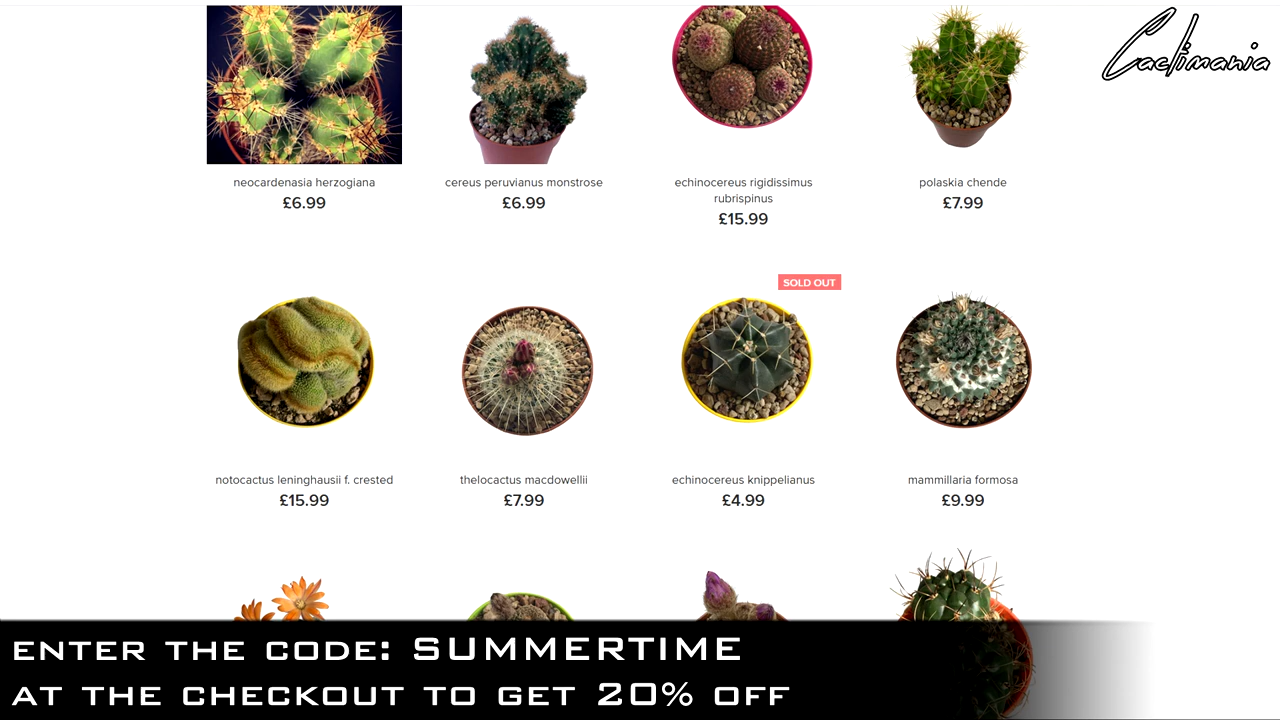 Cactimania
neocardenasia herzogiana
£6.99
cereus peruvianus monstrose
£6.99
echinocereus rigidissimus
rubrispinus
£15.99
polaskia chende
£7.99
SOLD OUT
notocactus leninghausii f. crested
£15.99
thelocactus macdowellii
£7.99
echinocereus knippelianus
£4.99
mammillaria formosa
£9.99
ENTER THE CODE: SUMMERTIME
AT THE CHECKOUT TO GET 20% OFF